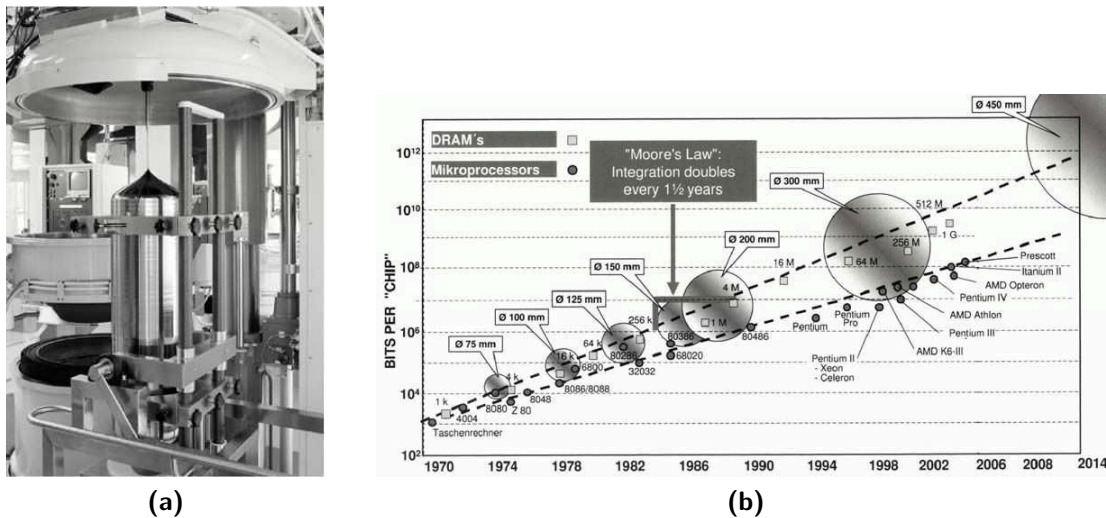 Ø 450 mm
DRAM´s
Mikroprocessors
"Moore's Law":
Integration doubles
every 1½ years
Ø 300 mm
Ø 200 mm
Ø 150 mm
Ø 125 mm
Ø 100 mm
Ø 75 mm
BITS PER "CHIP"
10¹²
10¹⁰
10⁸
10⁶
10⁴
10²
512 M
1 G
256 M
64 M
16 M
4 M
1 M
256 k
64 k
16 k
4 k
1 k
Prescott
Itanium II
AMD Opteron
Pentium IV
AMD Athlon
Pentium III
AMD K6-III
Pentium
Pentium
Pro
Pentium II
- Xeon
- Celeron
80486
80386
68020
80286
32032
6800
8086/8088
8048
Z 80
8080
4004
Taschenrechner
1970 1974 1978 1982 1986 1990 1994 1998 2002 2006 2008 2014
(a) (b)